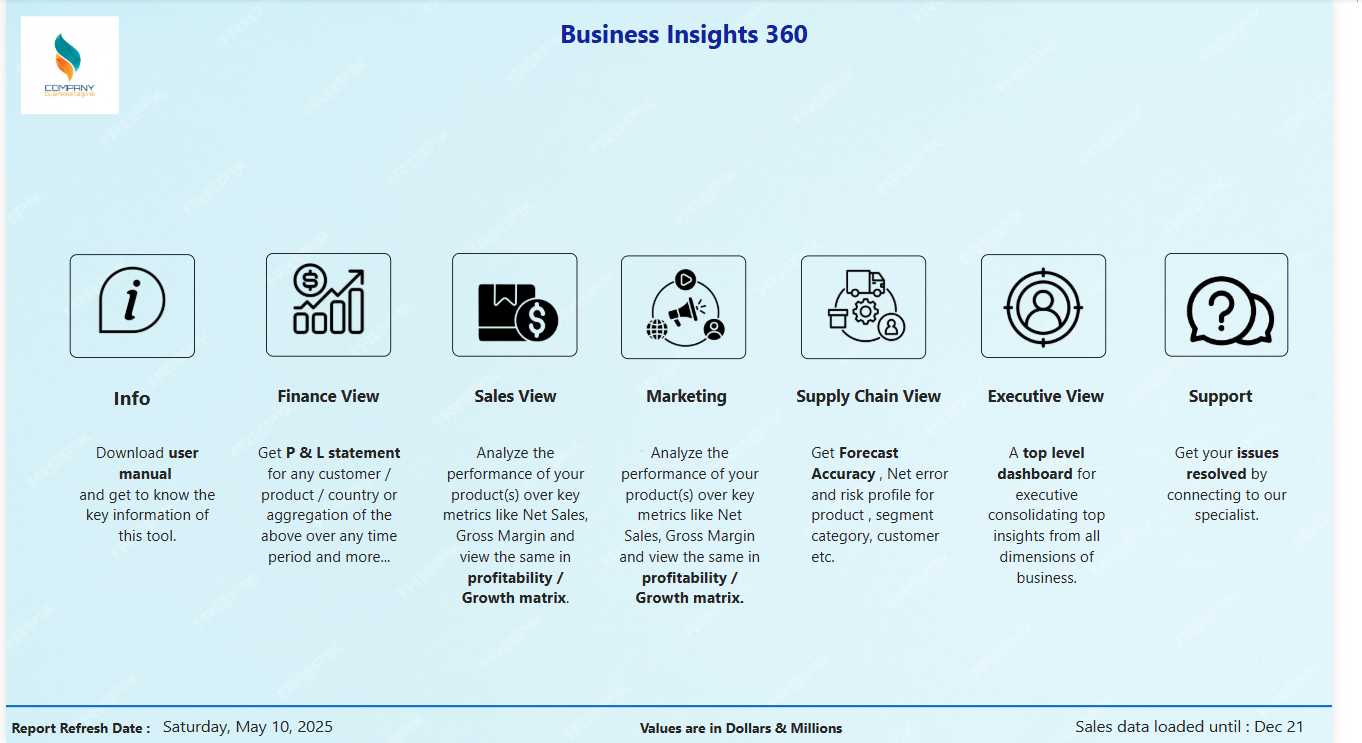 Business Insights 360
COMPANY
Info
Download user
manual
and get to know the
key information of
this tool.
Finance View
Get P & L statement
for any customer /
product / country or
aggregation of the
above over any time
period and more...
Sales View
Analyze the
performance of your
product(s) over key
metrics like Net Sales,
Gross Margin and
view the same in
profitability /
Growth matrix.
Marketing
Analyze the
performance of your
product(s) over key
metrics like Net
Sales, Gross Margin
and view the same in
profitability /
Growth matrix.
Supply Chain View
Get Forecast
Accuracy , Net error
and risk profile for
product , segment
category, customer
etc.
Executive View
A top level
dashboard for
executive
consolidating top
insights from all
dimensions of
business.
Support
Get your issues
resolved by
connecting to our
specialist.
Report Refresh Date : Saturday, May 10, 2025
Values are in Dollars & Millions
Sales data loaded until : Dec 21